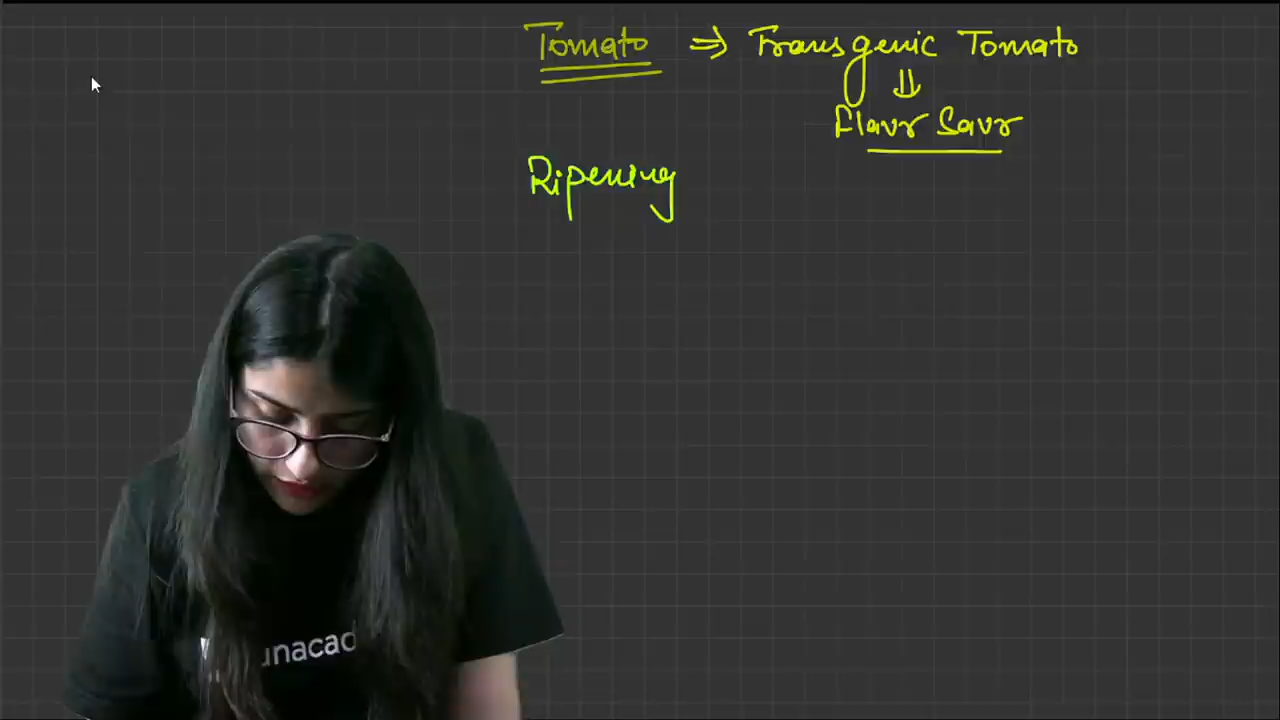 Tomato ⇒ Transgenic Tomato
⇓
Flavr Savr
Ripening
unacad